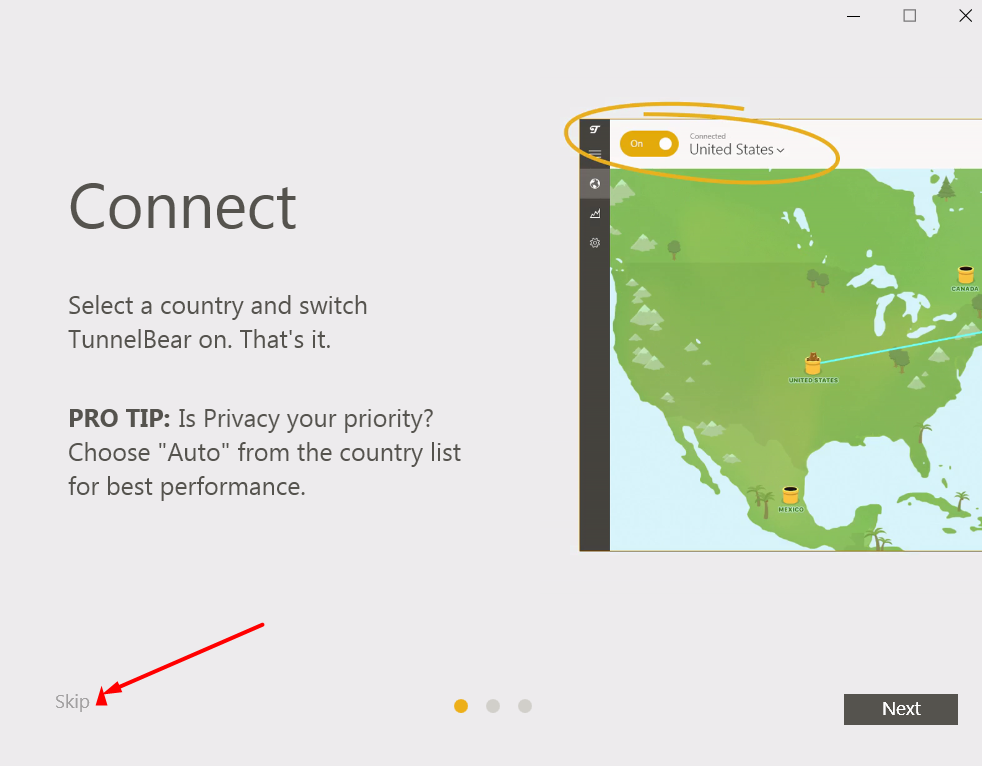 Connect
Select a country and switch
TunnelBear on. That's it.
PRO TIP: Is Privacy your priority?
Choose "Auto" from the country list
for best performance.
On
Connected
United States
CANADA
UNITED STATES
MEXICO
Skip
Next